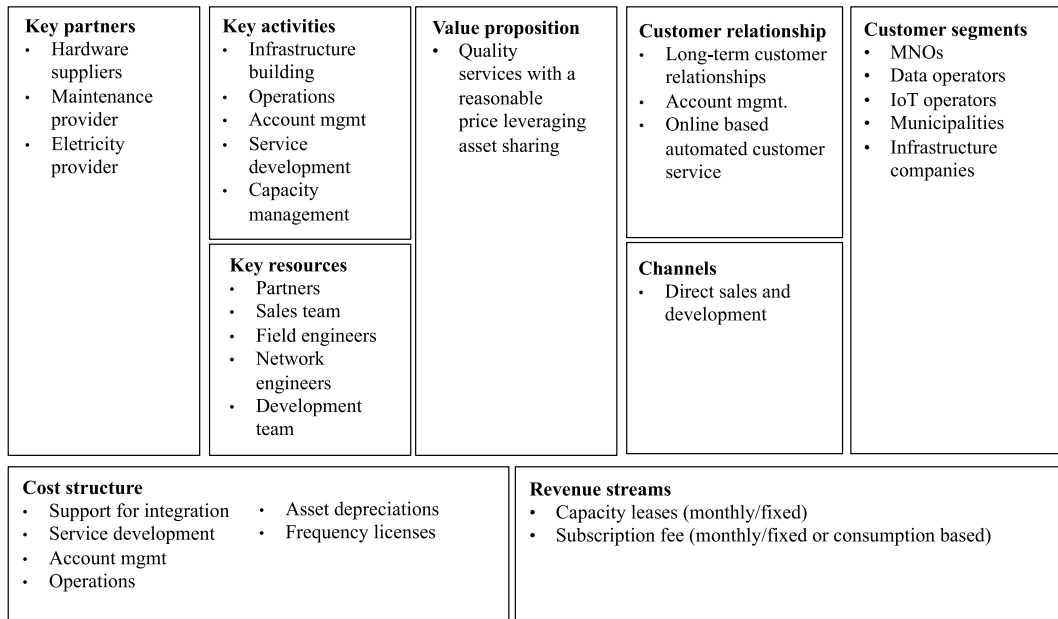 Key partners
• Hardware
suppliers
• Maintenance
provider
• Eletricity
provider
Key activities
• Infrastructure
building
• Operations
• Account mgmt
• Service
development
• Capacity
management
Key resources
• Partners
• Sales team
• Field engineers
• Network
engineers
• Development
team
Value proposition
• Quality
services with a
reasonable
price leveraging
asset sharing
Customer relationship
• Long-term customer
relationships
• Account mgmt.
• Online based
automated customer
service
Channels
• Direct sales and
development
Customer segments
• MNOs
• Data operators
• IoT operators
• Municipalities
• Infrastructure
companies
Cost structure
• Support for integration
• Service development
• Account mgmt
• Operations
• Asset depreciations
• Frequency licenses
Revenue streams
• Capacity leases (monthly/fixed)
• Subscription fee (monthly/fixed or consumption based)